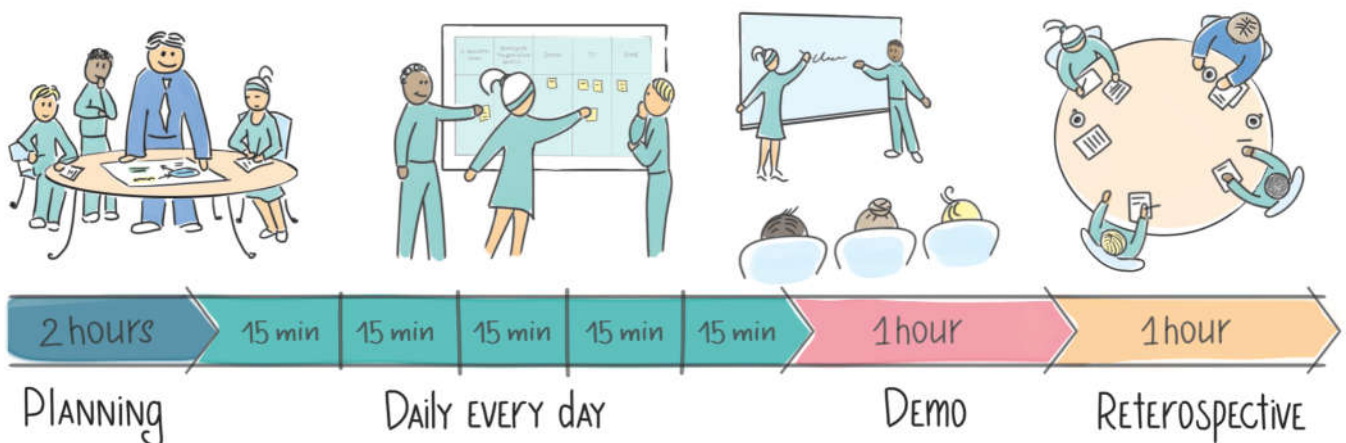 2 hours
15 min
15 min
15 min
15 min
15 min
1 hour
1 hour
Planning
Daily every day
Demo
Reterospective